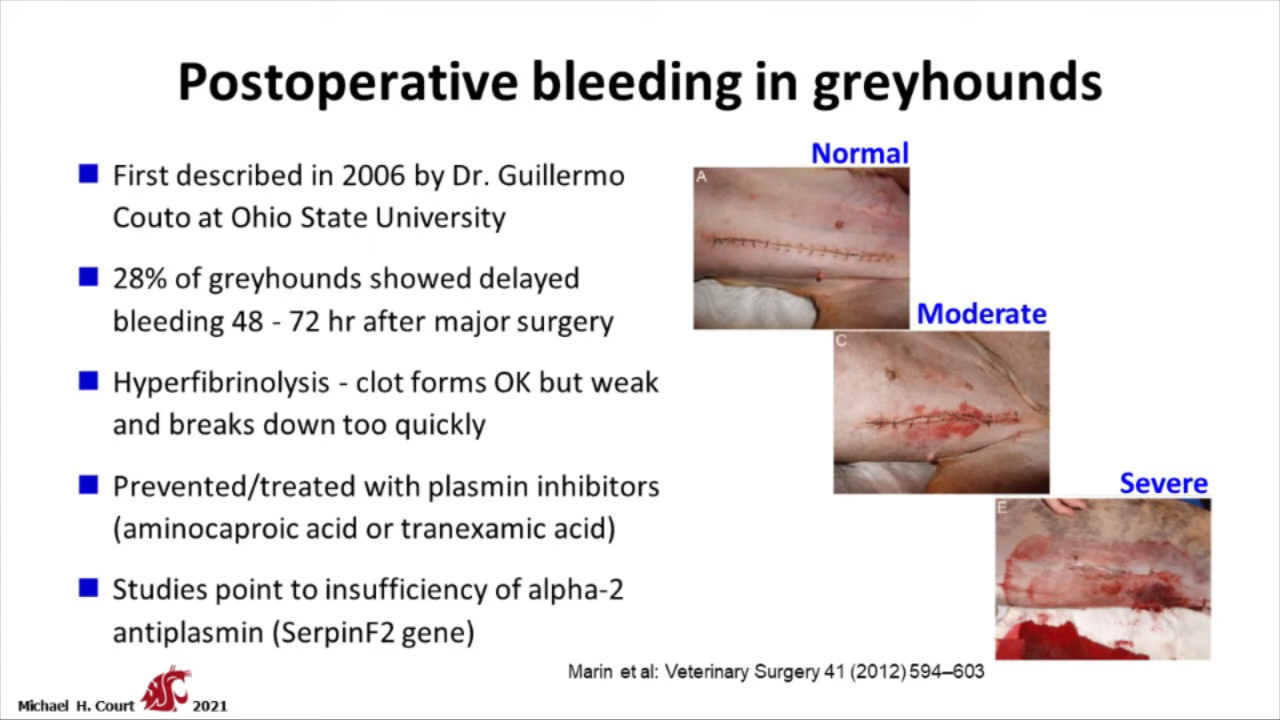 Postoperative bleeding in greyhounds
First described in 2006 by Dr. Guillermo
Couto at Ohio State University
28% of greyhounds showed delayed
bleeding 48 - 72 hr after major surgery
Hyperfibrinolysis - clot forms OK but weak
and breaks down too quickly
Prevented/treated with plasmin inhibitors
(aminocaproic acid or tranexamic acid)
Studies point to insufficiency of alpha-2
antiplasmin (SerpinF2 gene)
Normal
A
Moderate
C
Severe
E
Marin et al: Veterinary Surgery 41 (2012) 594–603
Michael H. Court 2021